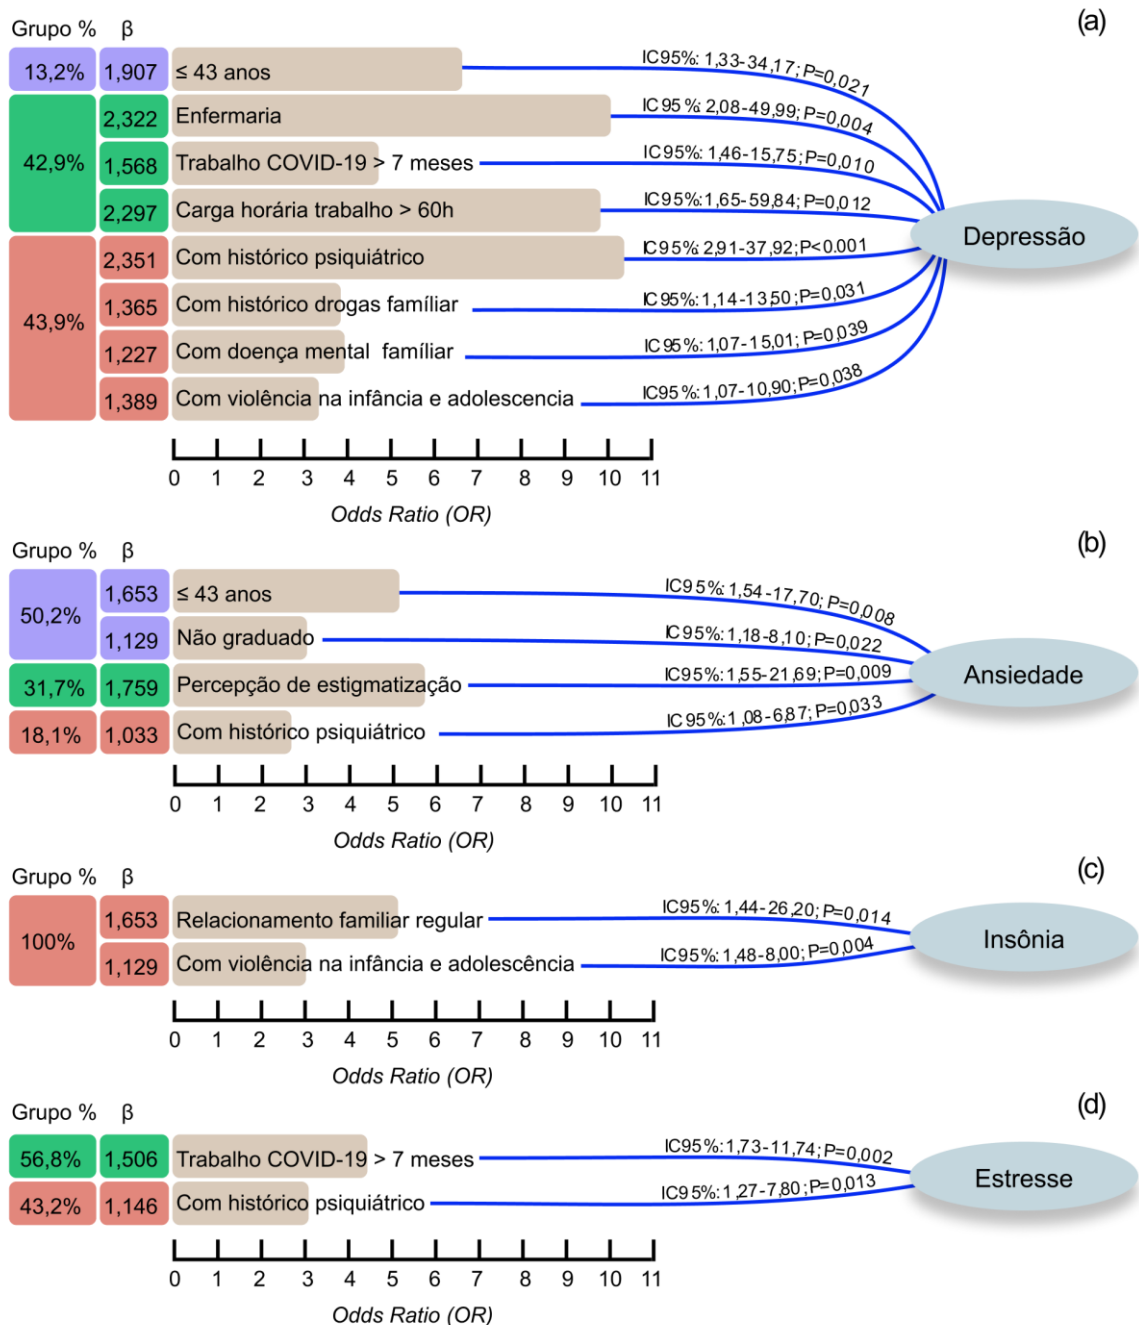 (a)
Grupo % β
13,2% 1,907 ≤ 43 anos IC95%: 1,33-34,17; P=0,021
42,9% 2,322 Enfermaria IC95%: 2,08-49,99; P=0,004
1,568 Trabalho COVID-19 > 7 meses IC95%: 1,46-15,75; P=0,010
2,297 Carga horária trabalho > 60h IC95%:1,65-59,84; P=0,012
Depressão
43,9% 2,351 Com histórico psiquiátrico IC95%: 2,91-37,92; P<0.001
1,365 Com histórico drogas famíliar IC95%: 1,14-13,50; P=0,031
1,227 Com doença mental famíliar IC95%: 1,07-15,01; P=0,039
1,389 Com violência na infância e adolescencia IC95%: 1,07-10,90; P=0,038
0 1 2 3 4 5 6 7 8 9 10 11
Odds Ratio (OR)
(b)
Grupo % β
50,2% 1,653 ≤ 43 anos IC95%: 1,54-17,70; P=0,008
1,129 Não graduado IC95%: 1,18-8,10; P=0,022
31,7% 1,759 Percepção de estigmatização IC95%: 1,55-21,69; P=0,009
Ansiedade
18,1% 1,033 Com histórico psiquiátrico IC95%: 1,08-6,87; P=0,033
0 1 2 3 4 5 6 7 8 9 10 11
Odds Ratio (OR)
(c)
Grupo % β
100% 1,653 Relacionamento familiar regular IC95%: 1,44-26,20; P=0,014
Insônia
1,129 Com violência na infância e adolescência IC95%: 1,48-8,00; P=0,004
0 1 2 3 4 5 6 7 8 9 10 11
Odds Ratio (OR)
(d)
Grupo % β
56,8% 1,506 Trabalho COVID-19 > 7 meses IC95%: 1,73-11,74; P=0,002
Estresse
43,2% 1,146 Com histórico psiquiátrico IC95%: 1,27-7,80; P=0,013
0 1 2 3 4 5 6 7 8 9 10 11
Odds Ratio (OR)